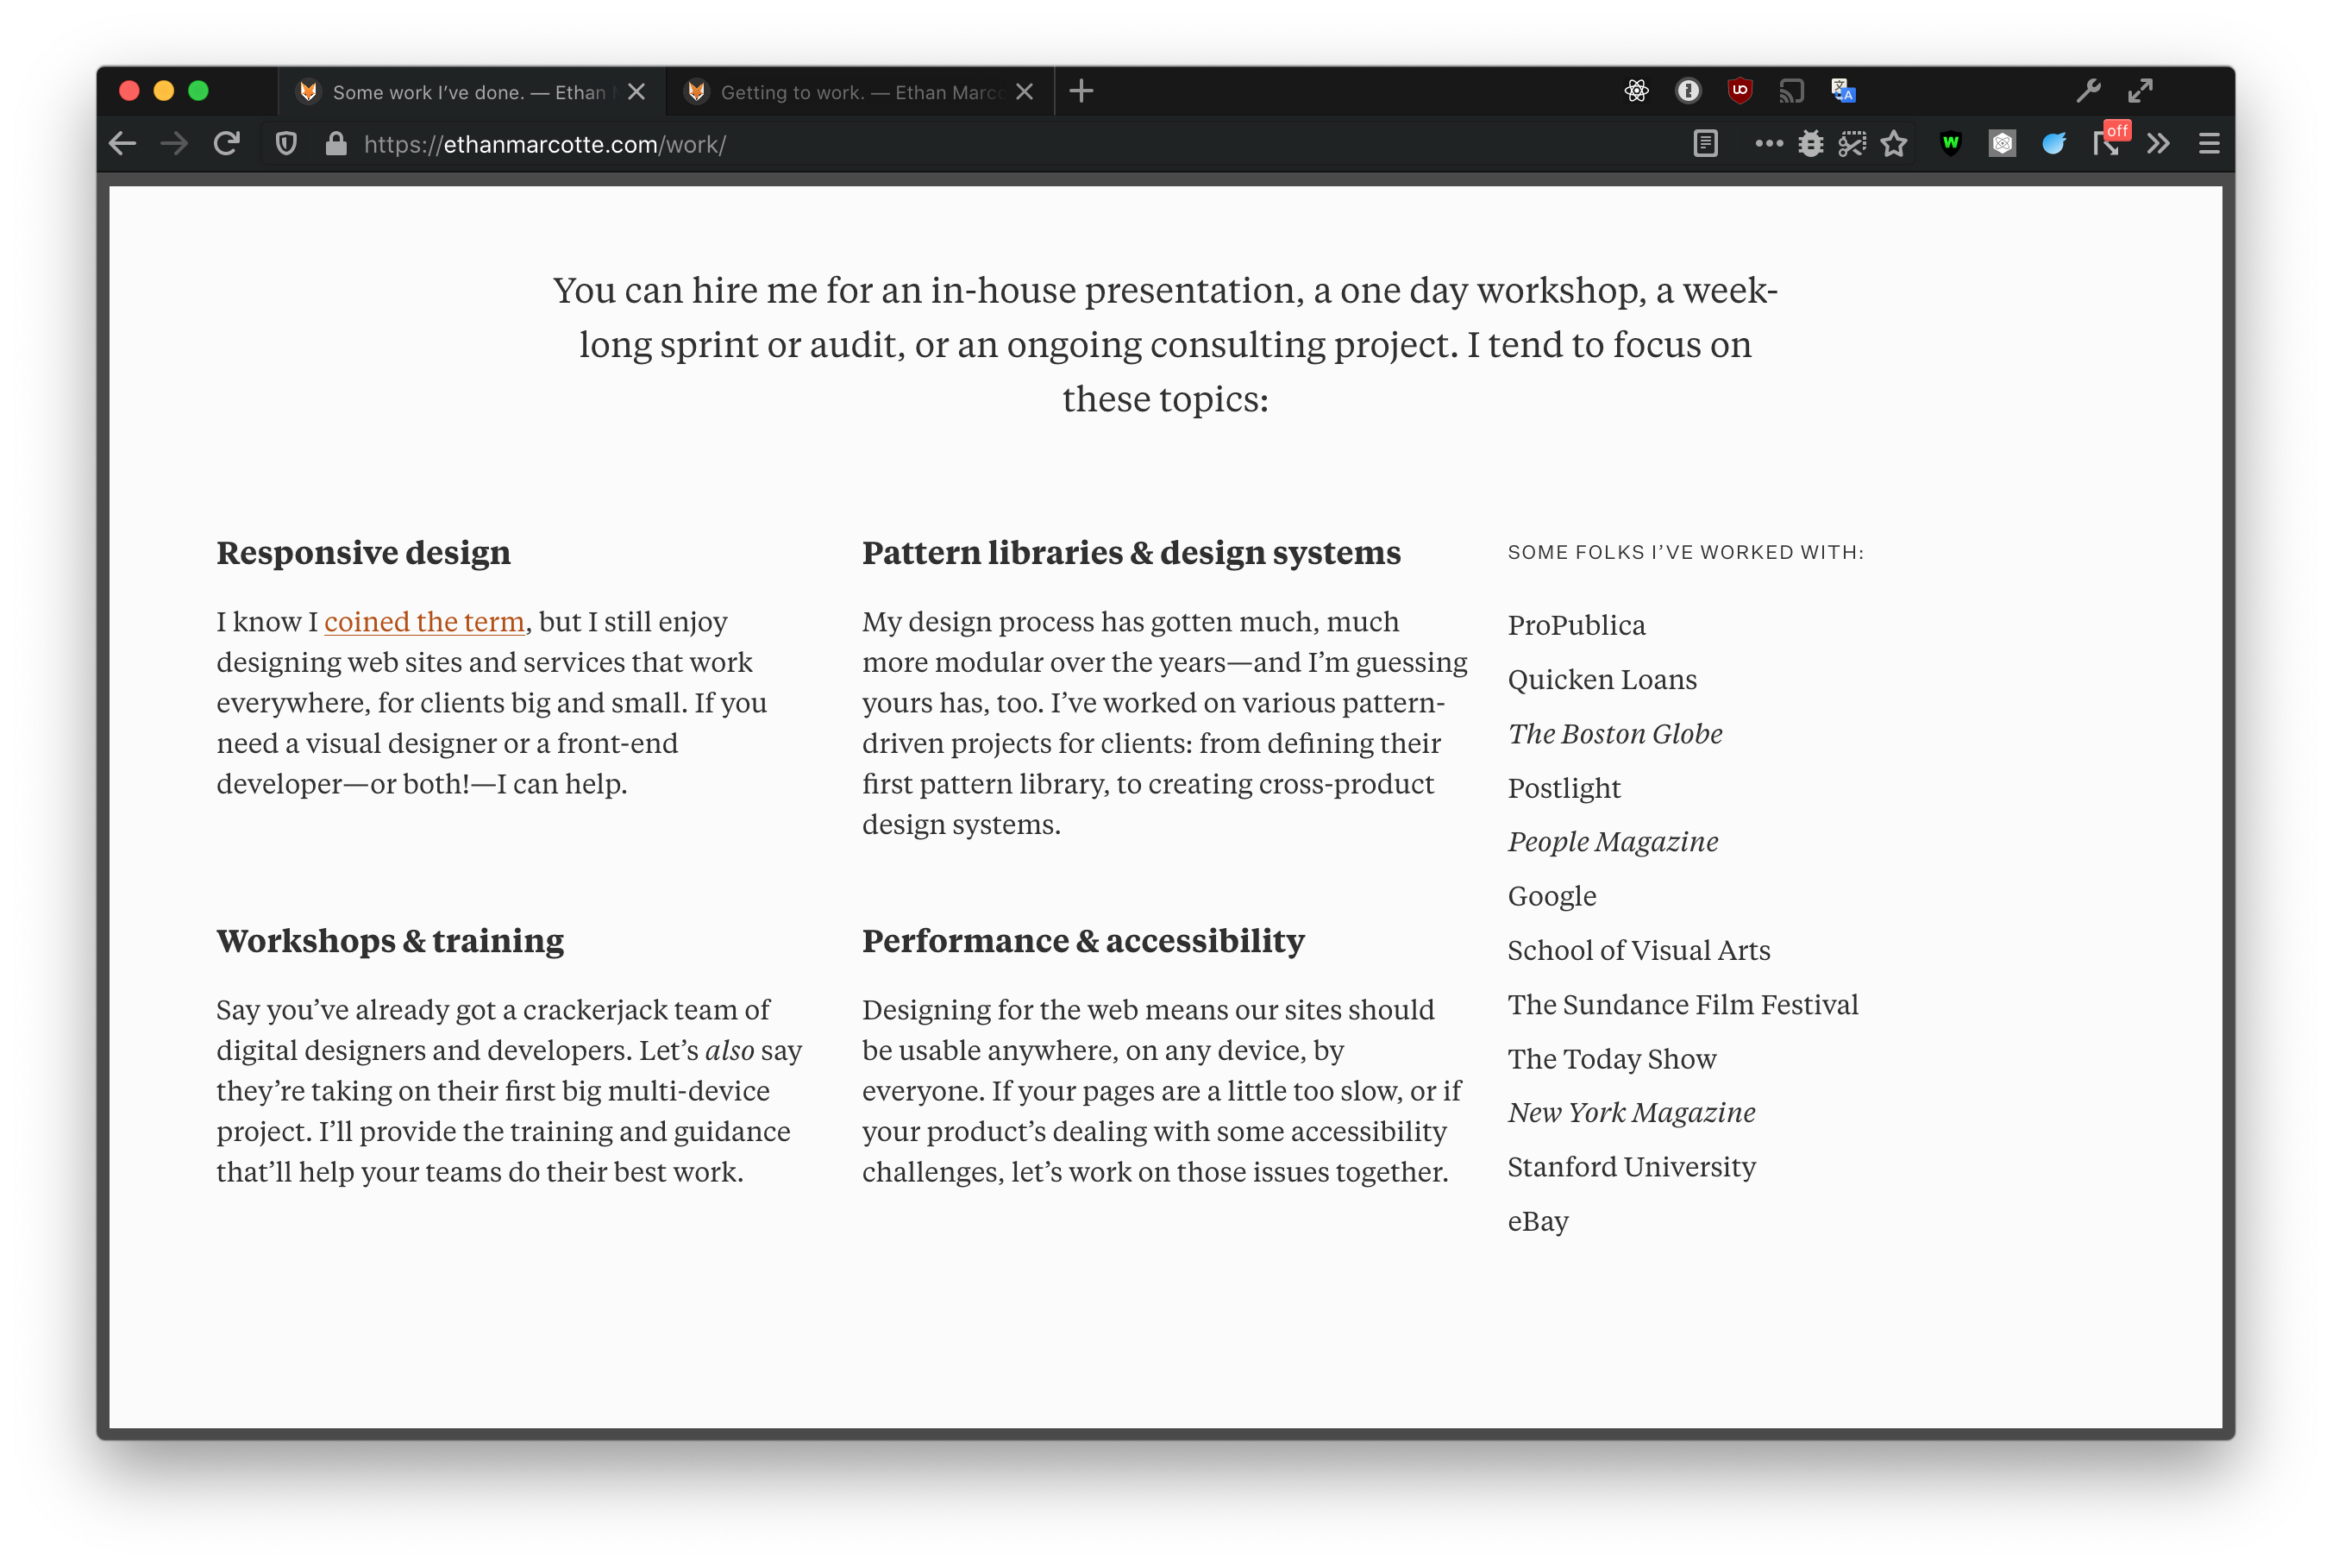 Some work I’ve done. — Ethan
Getting to work. — Ethan Marco
https://ethanmarcotte.com/work/
off
You can hire me for an in-house presentation, a one day workshop, a week-
long sprint or audit, or an ongoing consulting project. I tend to focus on
these topics:
Responsive design
I know I coined the term, but I still enjoy
designing web sites and services that work
everywhere, for clients big and small. If you
need a visual designer or a front-end
developer—or both!—I can help.
Pattern libraries & design systems
My design process has gotten much, much
more modular over the years—and I’m guessing
yours has, too. I’ve worked on various pattern-
driven projects for clients: from defining their
first pattern library, to creating cross-product
design systems.
Workshops & training
Say you’ve already got a crackerjack team of
digital designers and developers. Let’s also say
they’re taking on their first big multi-device
project. I’ll provide the training and guidance
that’ll help your teams do their best work.
Performance & accessibility
Designing for the web means our sites should
be usable anywhere, on any device, by
everyone. If your pages are a little too slow, or if
your product’s dealing with some accessibility
challenges, let’s work on those issues together.
SOME FOLKS I’VE WORKED WITH:
ProPublica
Quicken Loans
The Boston Globe
Postlight
People Magazine
Google
School of Visual Arts
The Sundance Film Festival
The Today Show
New York Magazine
Stanford University
eBay